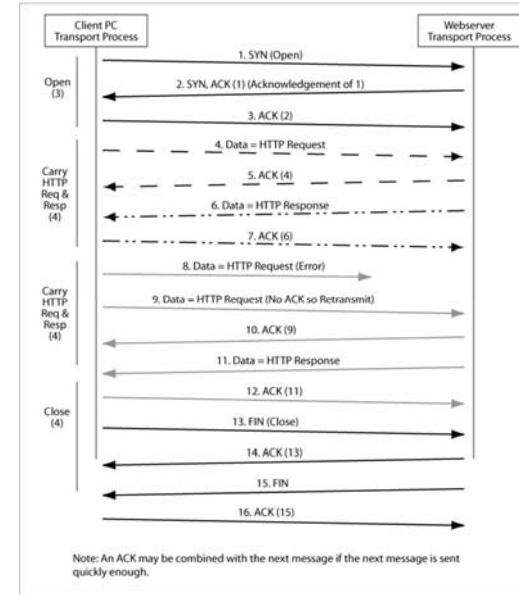 Client PC
Transport Process
Webserver
Transport Process
1. SYN (Open)
Open
(3)
2. SYN, ACK (1) (Acknowledgement of 1)
3. ACK (2)
4. Data = HTTP Request
Carry
HTTP
Req &
Resp
(4)
5. ACK (4)
6. Data = HTTP Response
7. ACK (6)
8. Data = HTTP Request (Error)
Carry
HTTP
Req &
Resp
(4)
9. Data = HTTP Request (No ACK so Retransmit)
10. ACK (9)
11. Data = HTTP Response
12. ACK (11)
Close
(4)
13. FIN (Close)
14. ACK (13)
15. FIN
16. ACK (15)
Note: An ACK may be combined with the next message if the next message is sent
quickly enough.